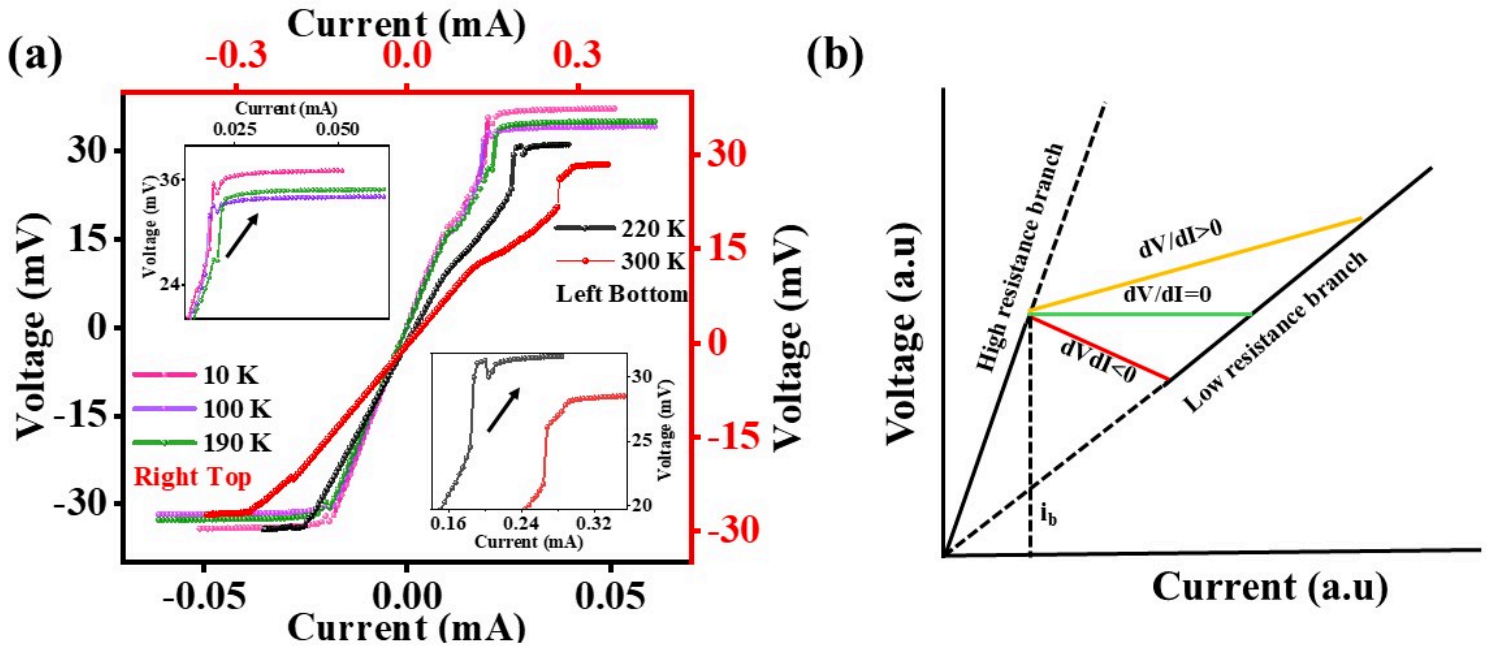 (a)
Current (mA)
-0.3 0.0 0.3
Voltage (mV)
30
15
0
-15
-30
Current (mA)
0.025 0.050
Voltage (mV)
36
24
10 K
100 K
190 K
Right Top
220 K
300 K
Left Bottom
30
25
20
Voltage (mV)
0.16 0.24 0.32
Current (mA)
30
15
0
-15
-30
Voltage (mV)
-0.05 0.00 0.05
Current (mA)
(b)
Voltage (a.u)
High resistance branch
dV/dI>0
dV/dI=0
dVdI<0
Low resistance branch
ib
Current (a.u)